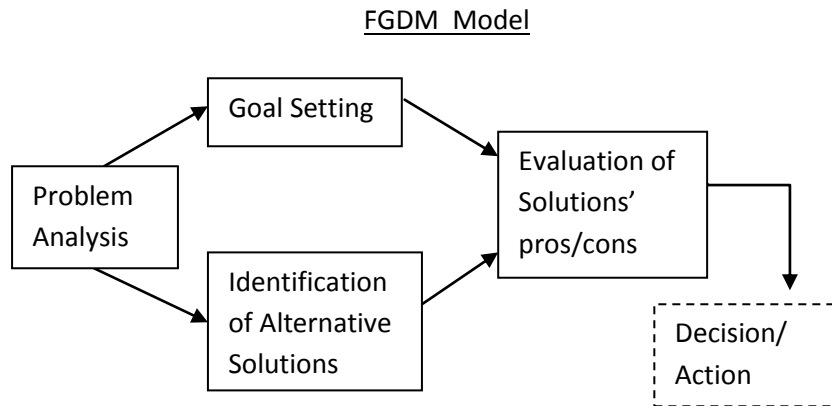 FGDM Model
Goal Setting
Problem
Analysis
Identification
of Alternative
Solutions
Evaluation of
Solutions’
pros/cons
Decision/
Action